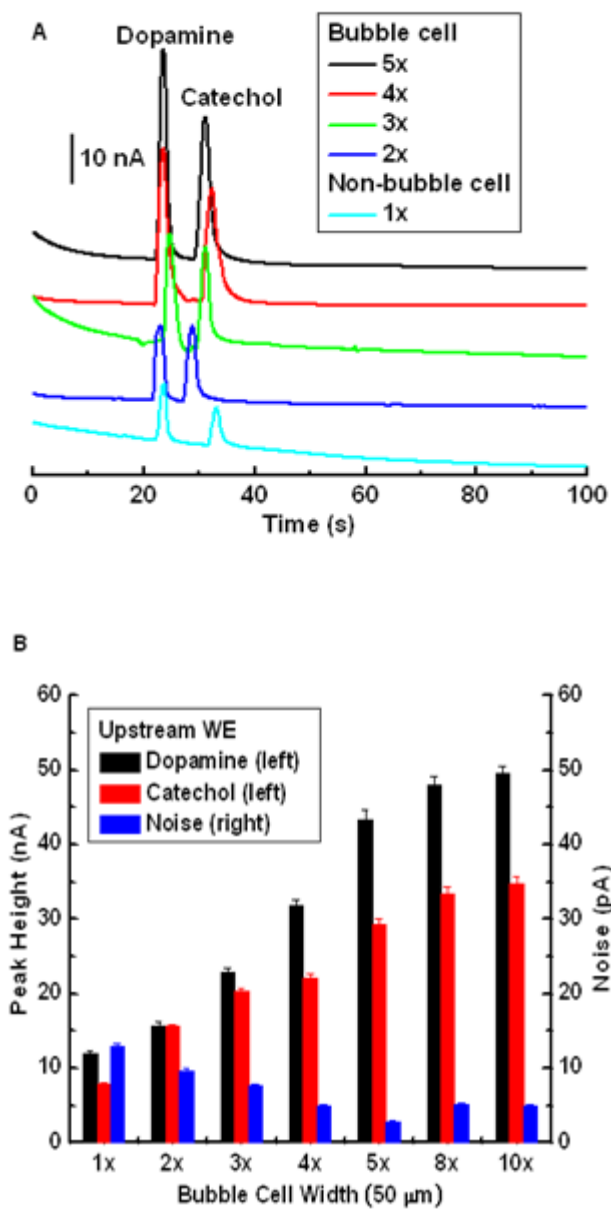 A
Dopamine
Catechol
10 nA
Bubble cell
5x
4x
3x
2x
Non-bubble cell
1x
0 20 40 60 80 100
Time (s)
B
Upstream WE
Dopamine (left)
Catechol (left)
Noise (right)
Peak Height (nA)
60
50
40
30
20
10
0
60
50
40
30
20
10
0
Noise (pA)
1x 2x 3x 4x 5x 8x 10x
Bubble Cell Width (50 μm)